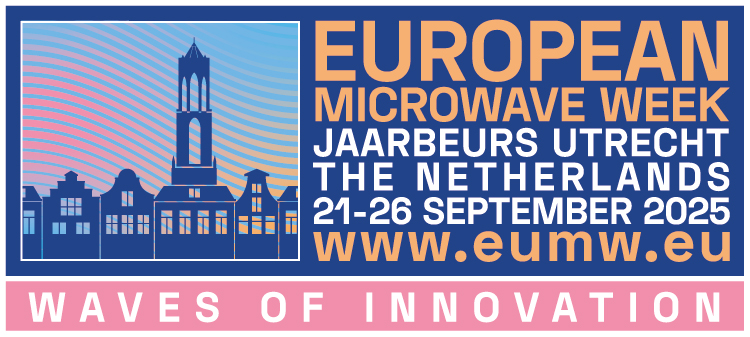 EUROPEAN
MICROWAVE WEEK
JAARBEURS UTRECHT
THE NETHERLANDS
21-26 SEPTEMBER 2025
www.eumw.eu
WAVES OF INNOVATION